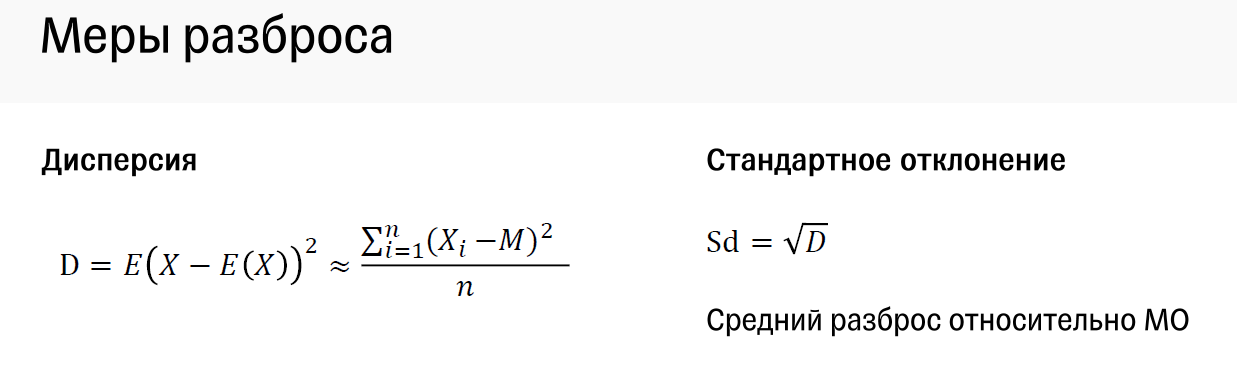 Меры разброса
Дисперсия
D = E(X − E(X))² ≈ ∑ⁿᵢ₌₁(Xᵢ −M)² / n
Стандартное отклонение
Sd = √D
Средний разброс относительно МО